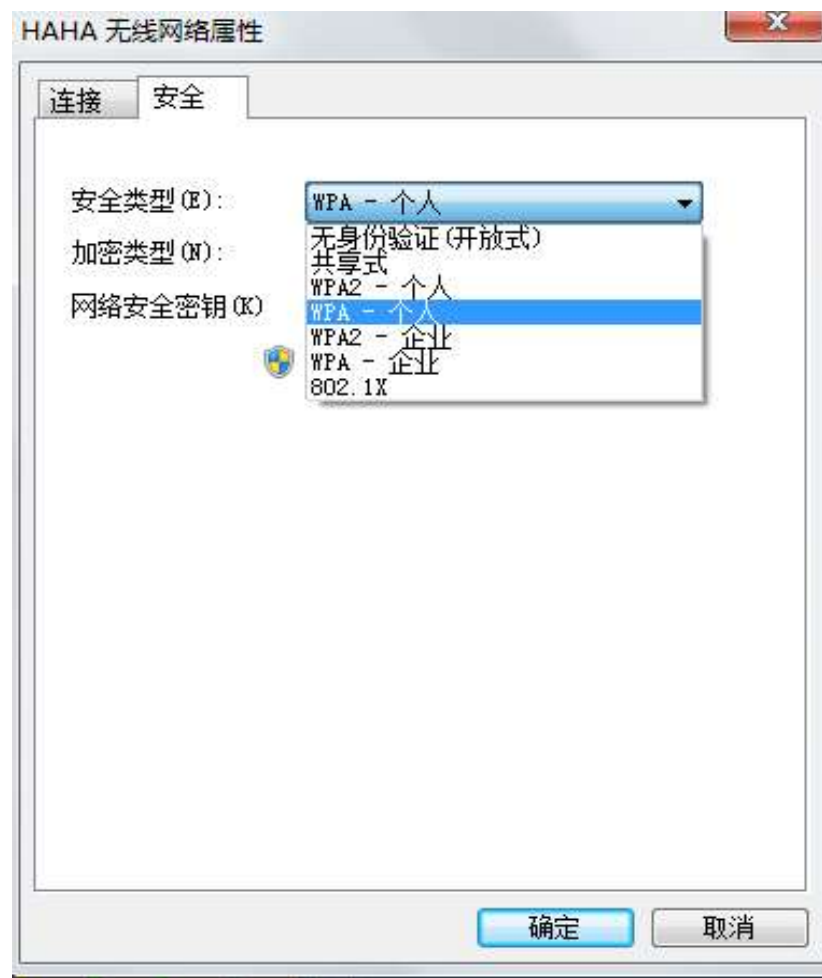 HAHA 无线网络属性
连接 安全
安全类型(E): WPA - 个人
无身份验证(开放式)
加密类型(N): 共享式
WPA2 - 个人
网络安全密钥(K) WPA - 个人
WPA2 - 企业
WPA - 企业
802.1X
确定 取消